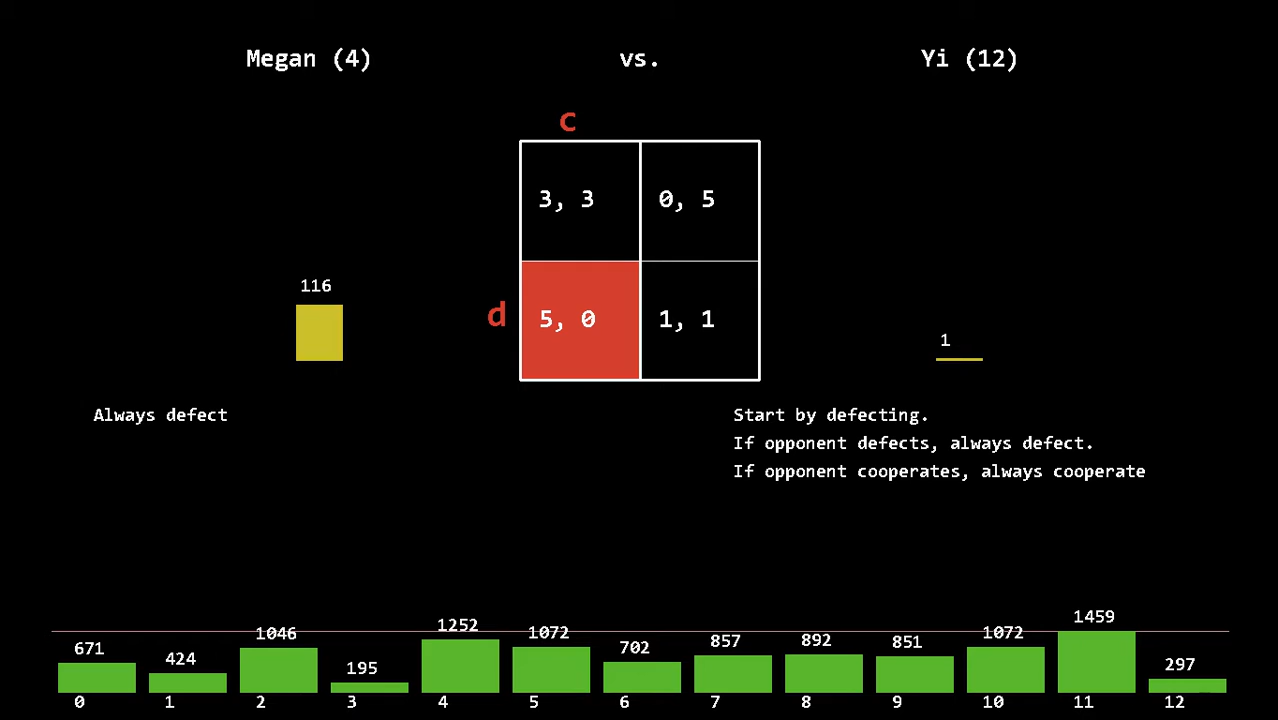 Megan (4) vs. Yi (12)
c
3, 3 0, 5
116
d 5, 0 1, 1
1
Always defect
Start by defecting.
If opponent defects, always defect.
If opponent cooperates, always cooperate
671 424 1046 195 1252 1072 702 857 892 851 1072 1459 297
0 1 2 3 4 5 6 7 8 9 10 11 12